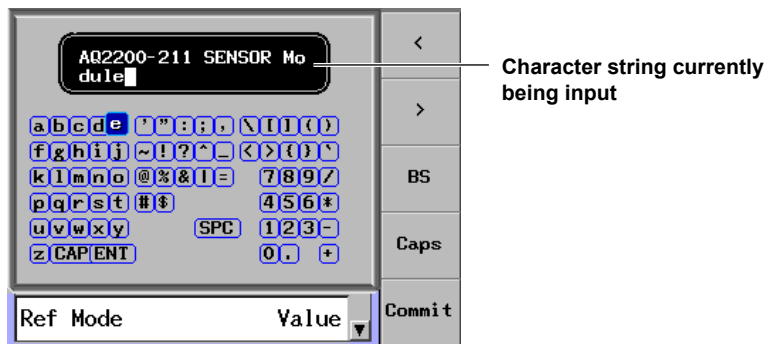 AQ2200-211 SENSOR Mo
dule
<
Character string currently
being input
>
a b c d e ' " : ; , \ [ ] ( )
f g h i j ~ ! ? ^ _ < > { } `
k l m n o @ % & | = 7 8 9 /
BS
p q r s t # $ 4 5 6 *
u v w x y SPC 1 2 3 -
Caps
z CAP ENT 0 . +
Ref Mode Value
Commit